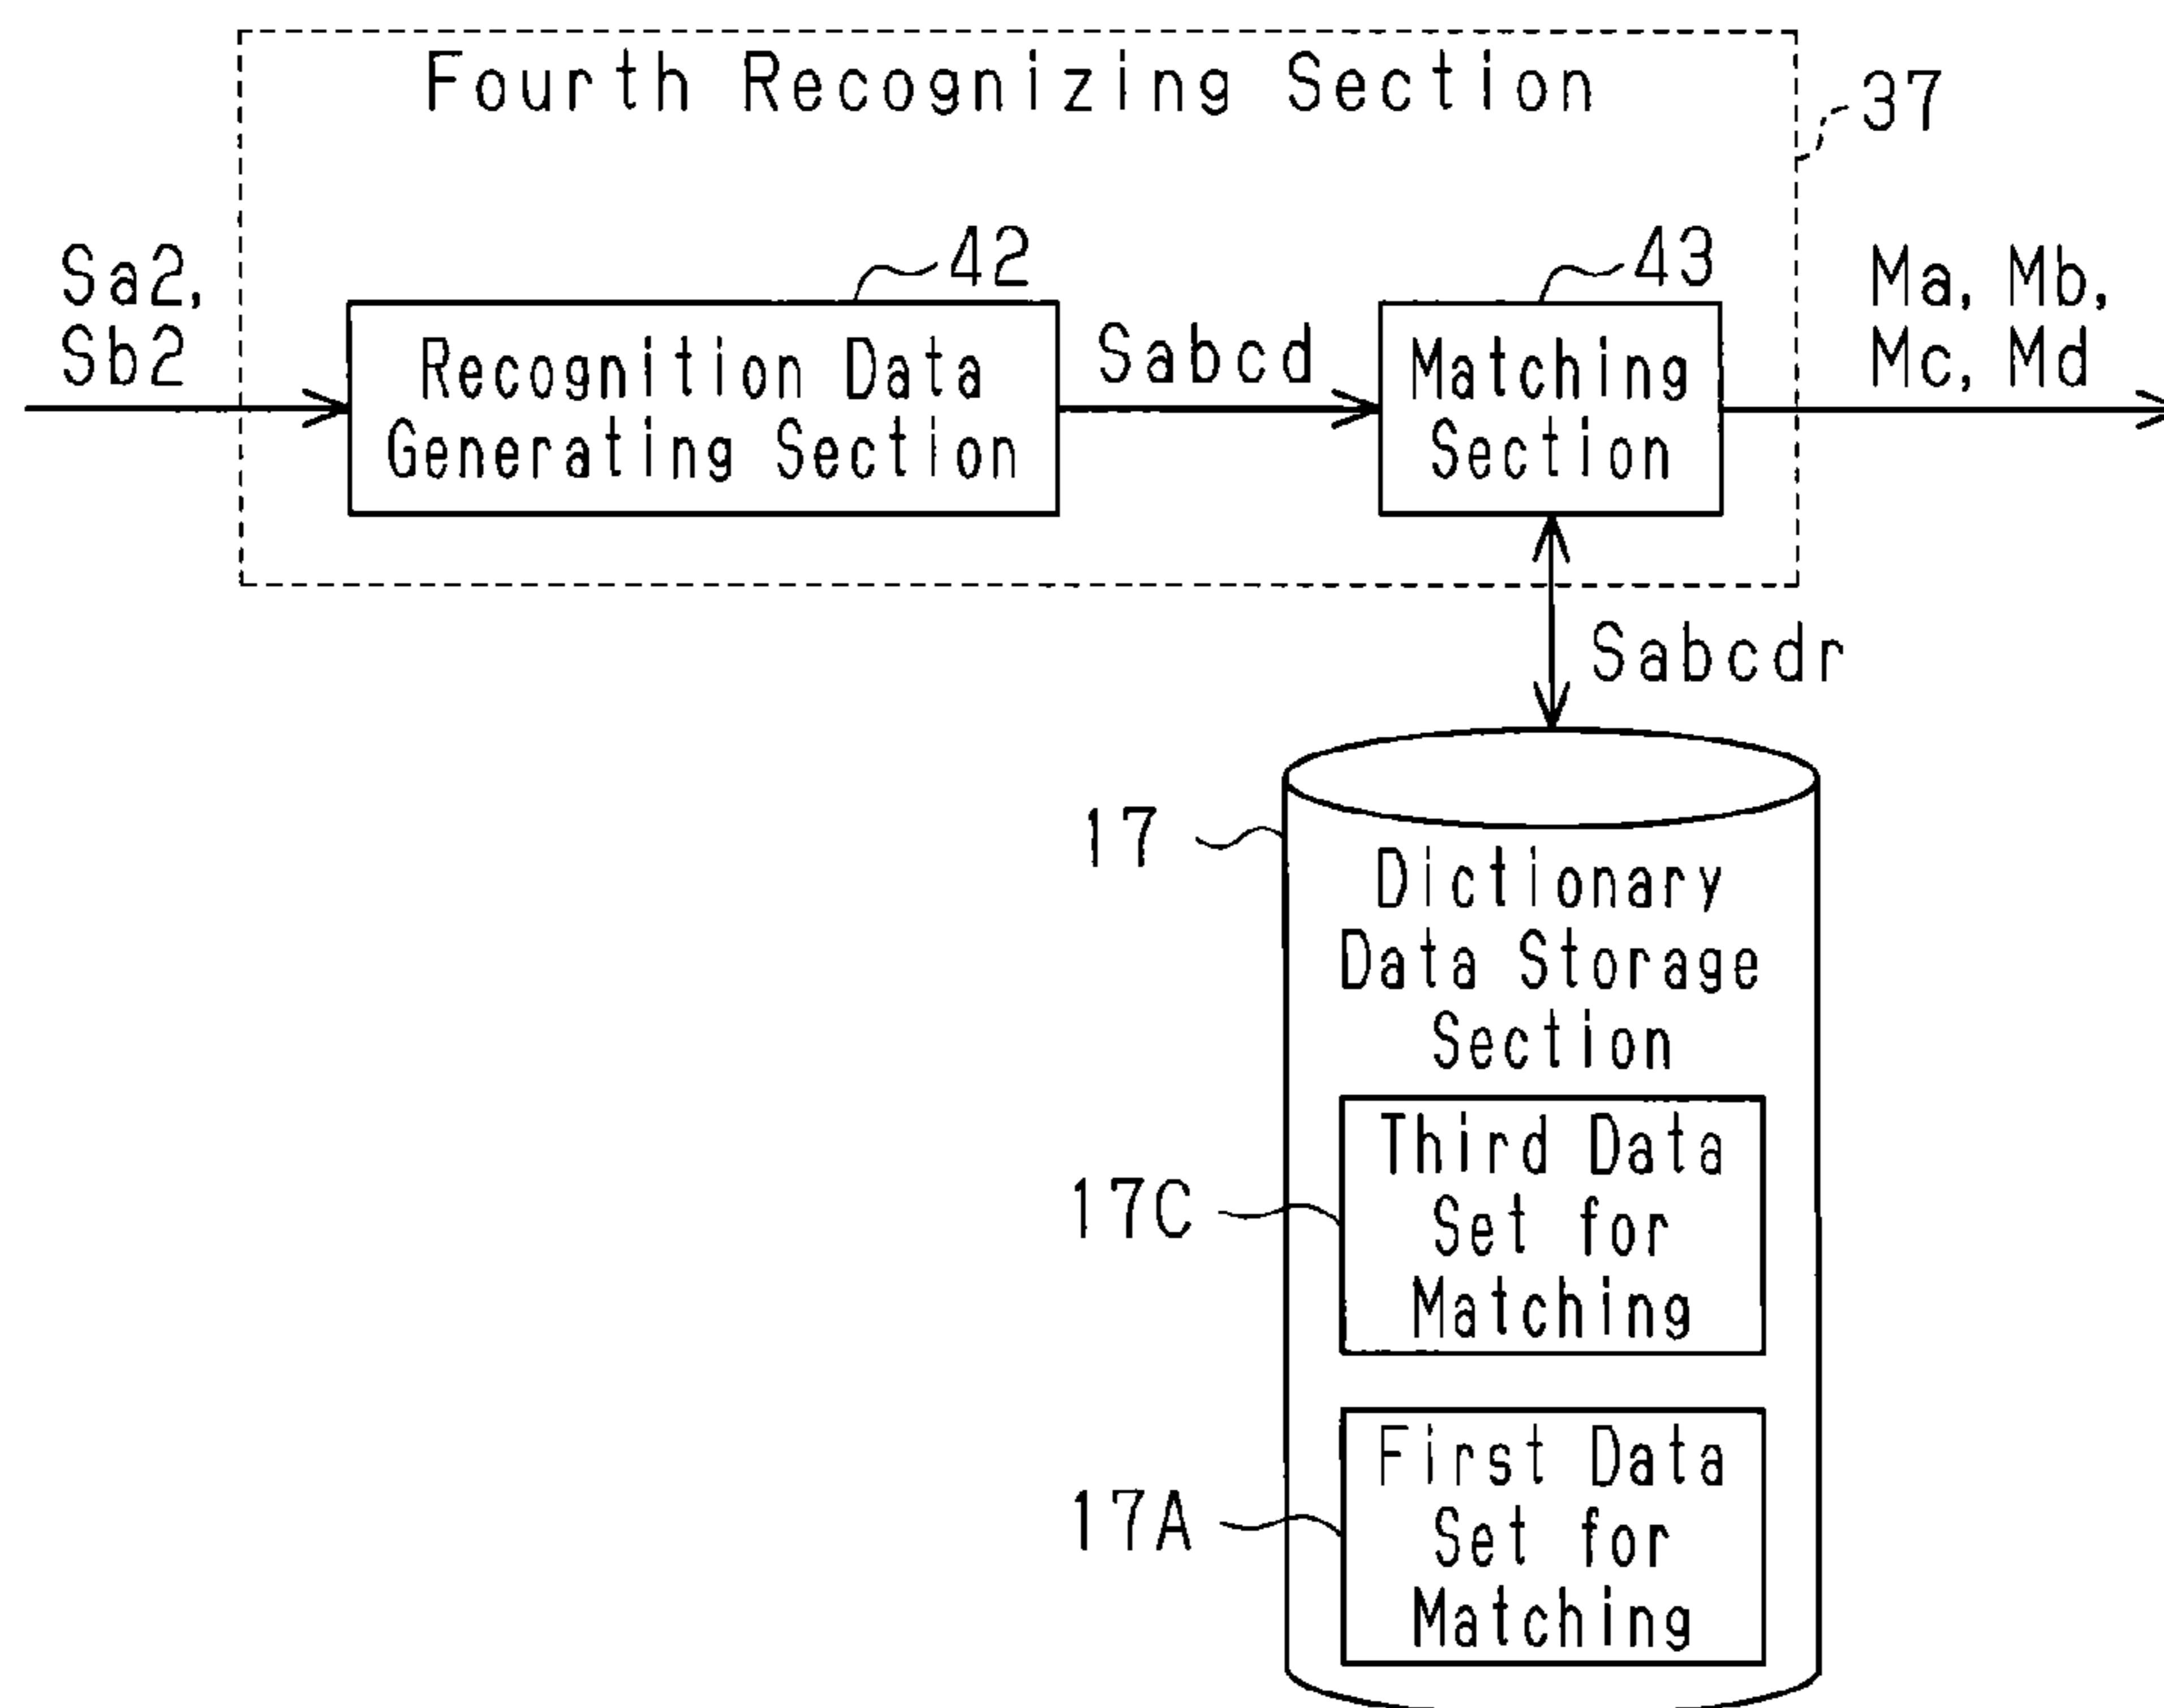 Fourth Recognizing Section
37
42
43
Sa2,
Sb2
Recognition Data
Generating Section
Sabcd
Matching
Section
Ma, Mb,
Mc, Md
Sabcdr
17
Dictionary
Data Storage
Section
17C
Third Data
Set for
Matching
17A
First Data
Set for
Matching